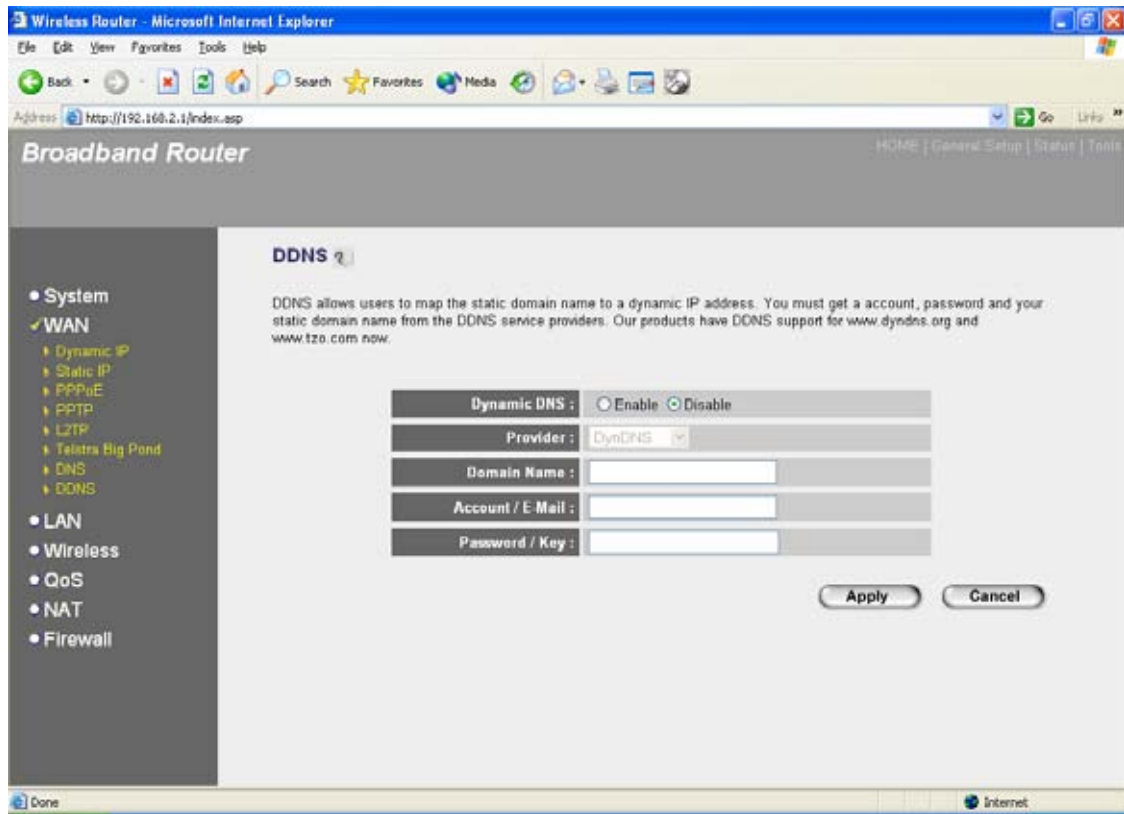 Wireless Router - Microsoft Internet Explorer
File Edit View Favorites Tools Help
Back Search Favorites Media
Address http://192.168.2.1/index.asp Go Links »
Broadband Router
HOME | General Setup | Status | Tools
DDNS ?
DDNS allows users to map the static domain name to a dynamic IP address. You must get a account, password and your
static domain name from the DDNS service providers. Our products have DDNS support for www.dyndns.org and
www.tzo.com now.
System
WAN
Dynamic IP
Static IP
PPPoE
PPTP
L2TP
Telstra Big Pond
DNS
DDNS
LAN
Wireless
QoS
NAT
Firewall
Dynamic DNS : Enable Disable
Provider : DynDNS
Domain Name :
Account / E-Mail :
Password / Key :
Apply Cancel
Done Internet